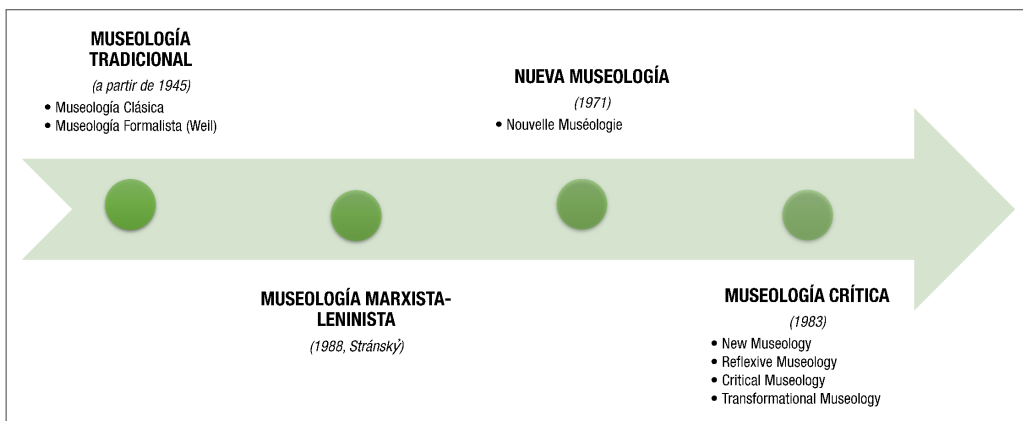 MUSEOLOGÍA
TRADICIONAL
(a partir de 1945)
• Museología Clásica
• Museología Formalista (Weil)
MUSEOLOGÍA MARXISTA-
LENINISTA
(1988, Stránský)
NUEVA MUSEOLOGÍA
(1971)
• Nouvelle Muséologie
MUSEOLOGÍA CRÍTICA
(1983)
• New Museology
• Reflexive Museology
• Critical Museology
• Transformational Museology